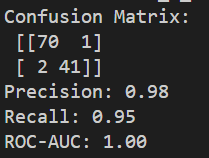 Confusion Matrix:
[[70  1]
[ 2 41]]
Precision: 0.98
Recall: 0.95
ROC-AUC: 1.00